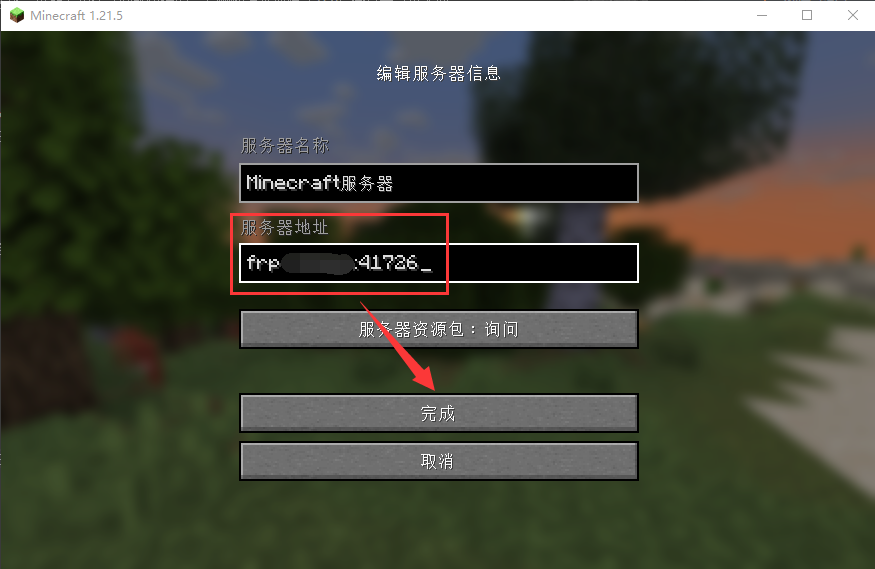 Minecraft 1.21.5
编辑服务器信息
服务器名称
Minecraft服务器
服务器地址
frp :41726_
服务器资源包：询问
完成
取消